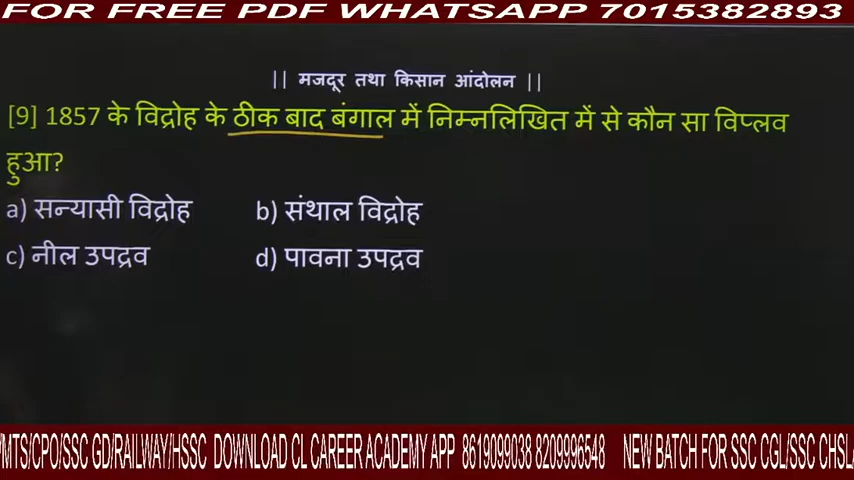 FOR FREE PDF WHATSAPP 7015382893
|| मजदूर तथा किसान आंदोलन ||
[9] 1857 के विद्रोह के ठीक बाद बंगाल में निम्नलिखित में से कौन सा विप्लव
हुआ?
a) सन्यासी विद्रोह b) संथाल विद्रोह
c) नील उपद्रव d) पावना उपद्रव
/MTS/CPO/SSC GD/RAILWAY/HSSC DOWNLOAD CL CAREER ACADEMY APP 8619099038 8209996548 NEW BATCH FOR SSC CGL/SSC CHSL